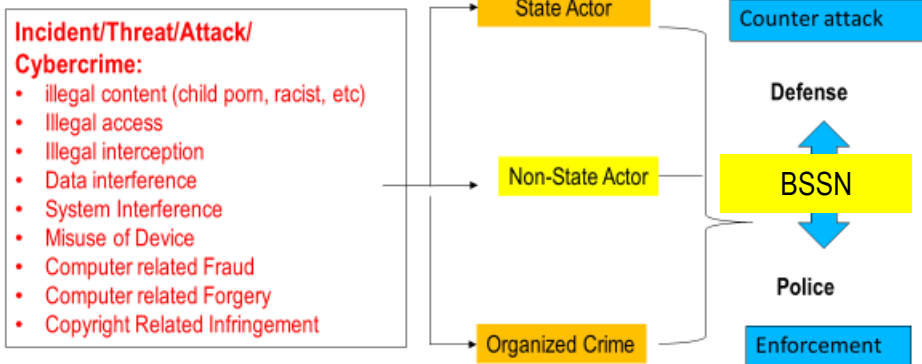 Incident/Threat/Attack/
Cybercrime:
• illegal content (child porn, racist, etc)
• Illegal access
• Illegal interception
• Data interference
• System Interference
• Misuse of Device
• Computer related Fraud
• Computer related Forgery
• Copyright Related Infringement
State Actor
Non-State Actor
Organized Crime
Counter attack
Defense
BSSN
Police
Enforcement